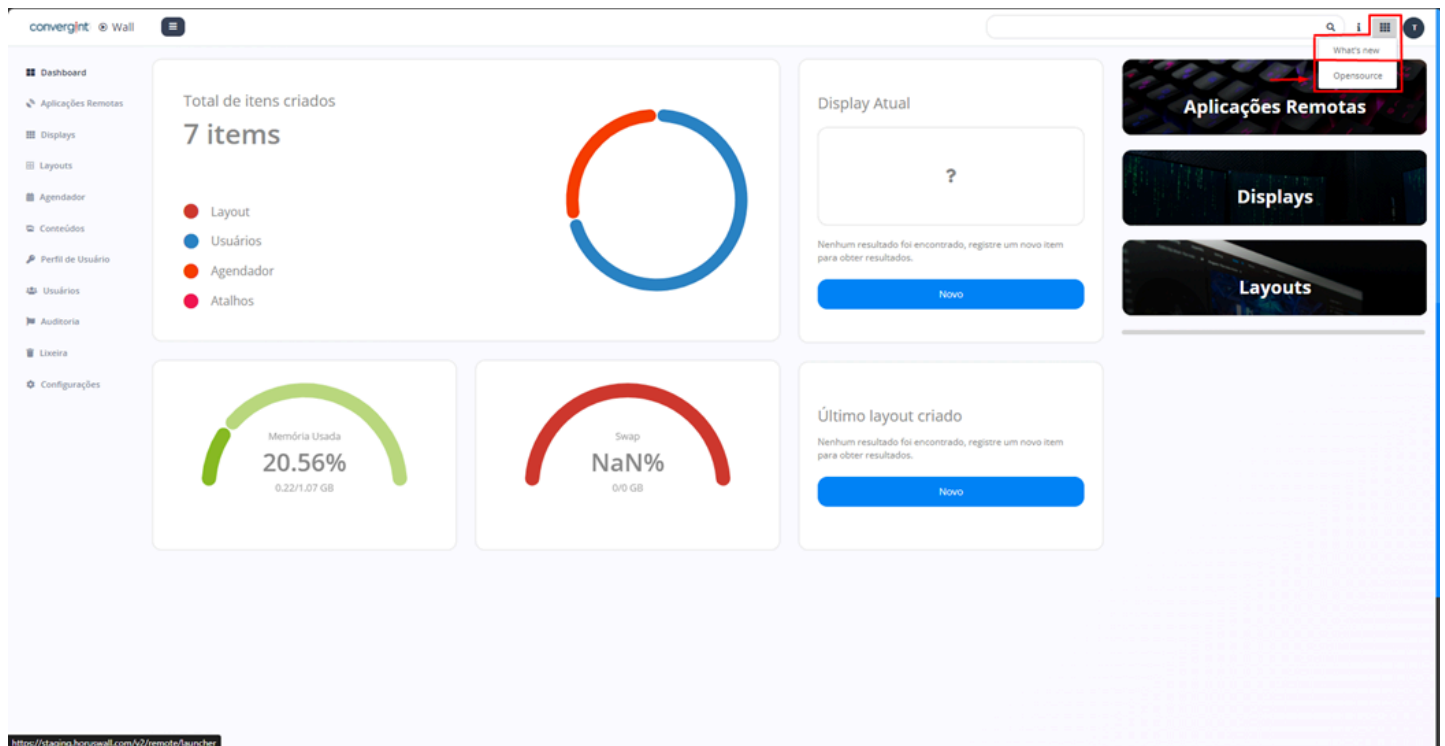 convergint Wall
i
T
What's new
Opensource
Dashboard
Aplicações Remotas
Displays
Layouts
Agendador
Conteúdos
Perfil de Usuário
Usuários
Auditoria
Lixeira
Configurações
Total de itens criados
7 items
Layout
Usuários
Agendador
Atalhos
Display Atual
?
Nenhum resultado foi encontrado, registre um novo item
para obter resultados.
Novo
Aplicações Remotas
Displays
Layouts
Memória Usada
20.56%
0.22/1.07 GB
Swap
NaN%
0/0 GB
Último layout criado
Nenhum resultado foi encontrado, registre um novo item
para obter resultados.
Novo
https://staging.horuswall.com/v2/remote/launcher